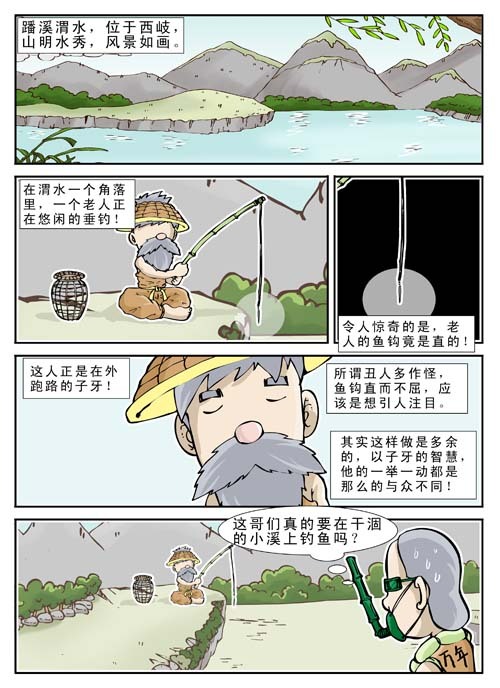 蹯溪渭水，位于西岐，
山明水秀，风景如画。
在渭水一个角落
里，一个老人正
在悠闲的垂钓！
令人惊奇的是，老
人的鱼钩竟是直的！
这人正是在外
跑路的子牙！
所谓丑人多作怪，
鱼钩直而不屈，应
该是想引人注目。
其实这样做是多余
的，以子牙的智慧，
他的一举一动都是
那么的与众不同！
这哥们真的要在干涸
的小溪上钓鱼吗？
万年